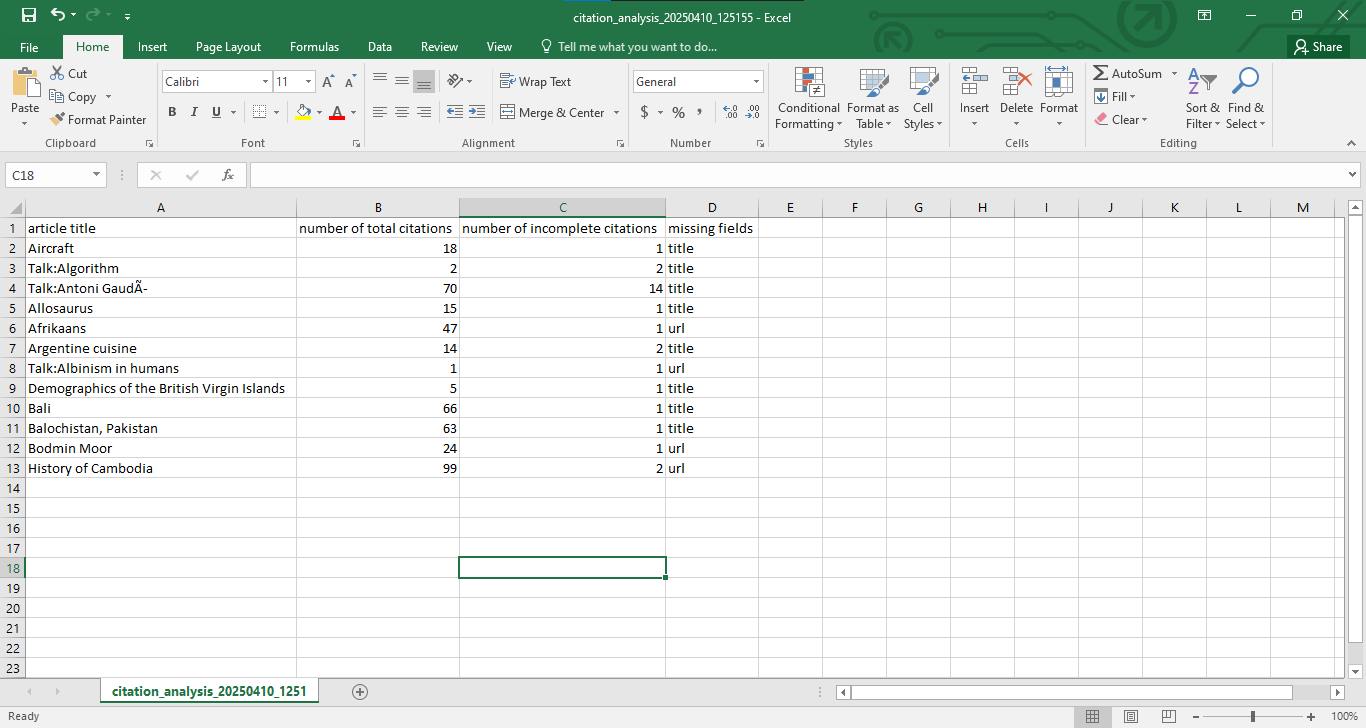 citation_analysis_20250410_125155 - Excel
File Home Insert Page Layout Formulas Data Review View Tell me what you want to do... Share
Paste Cut Copy Format Painter Clipboard
Calibri 11 A A B I U A Font
Wrap Text Merge & Center Alignment
General $ % , .0 .00 .00 .0 Number
Conditional Formatting Format as Table Cell Styles Styles
Insert Delete Format Cells
AutoSum Fill Clear Sort & Filter Find & Select Editing
C18 fx
A B C D E F G H I J K L M
1 article title number of total citations number of incomplete citations missing fields
2 Aircraft 18 1 title
3 Talk:Algorithm 2 2 title
4 Talk:Antoni GaudÃ- 70 14 title
5 Allosaurus 15 1 title
6 Afrikaans 47 1 url
7 Argentine cuisine 14 2 title
8 Talk:Albinism in humans 1 1 url
9 Demographics of the British Virgin Islands 5 1 title
10 Bali 66 1 title
11 Balochistan, Pakistan 63 1 title
12 Bodmin Moor 24 1 url
13 History of Cambodia 99 2 url
14
15
16
17
18
19
20
21
22
23
citation_analysis_20250410_1251
Ready 100%